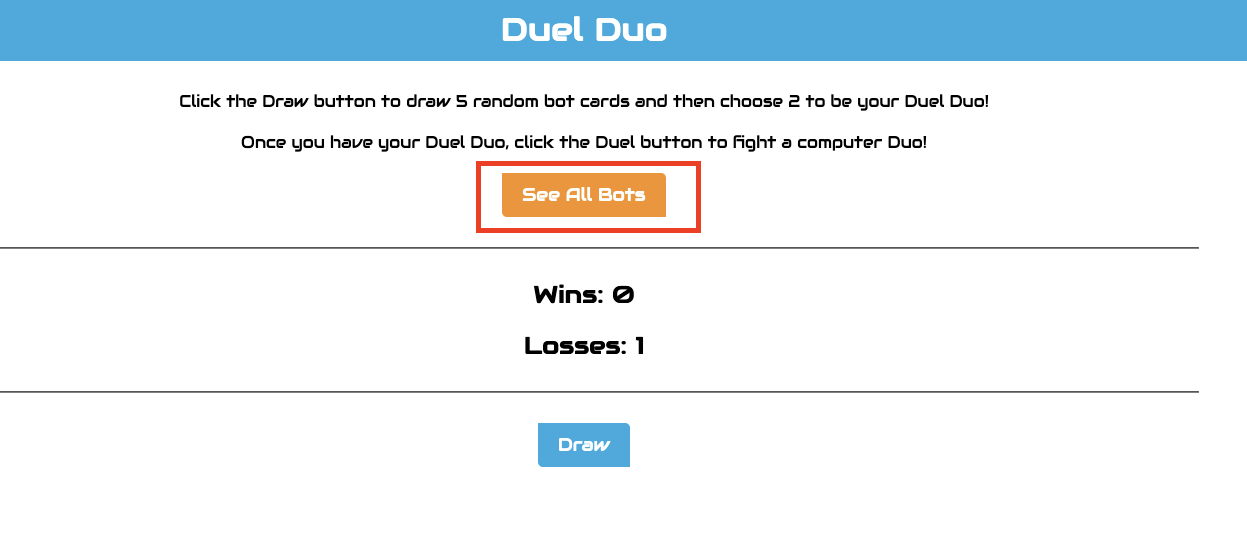 Duel Duo
Click the Draw button to draw 5 random bot cards and then choose 2 to be your Duel Duo!
Once you have your Duel Duo, click the Duel button to fight a computer Duo!
See All Bots
Wins: 0
Losses: 1
Draw